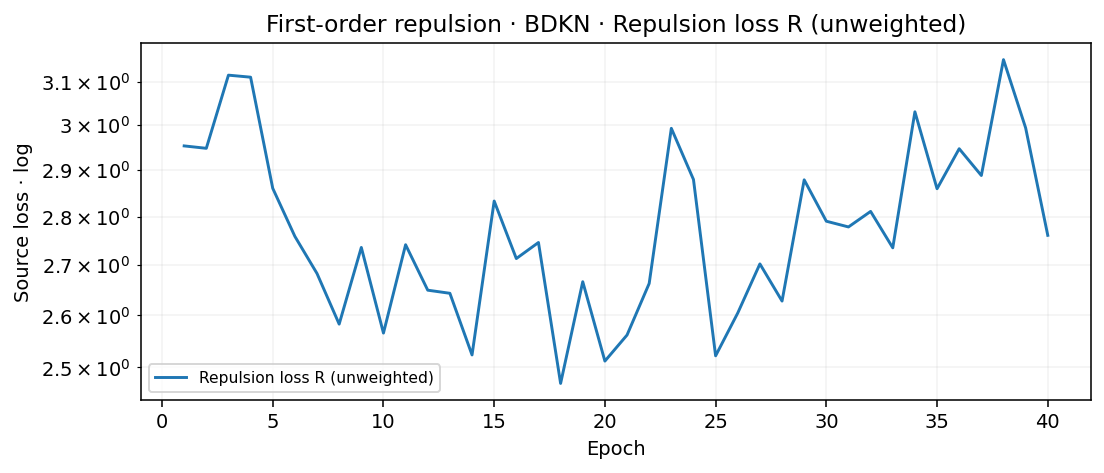 First-order repulsion · BDKN · Repulsion loss R (unweighted)
Source loss · log
3.1 × 10⁰
3 × 10⁰
2.9 × 10⁰
2.8 × 10⁰
2.7 × 10⁰
2.6 × 10⁰
2.5 × 10⁰
Repulsion loss R (unweighted)
0 5 10 15 20 25 30 35 40
Epoch